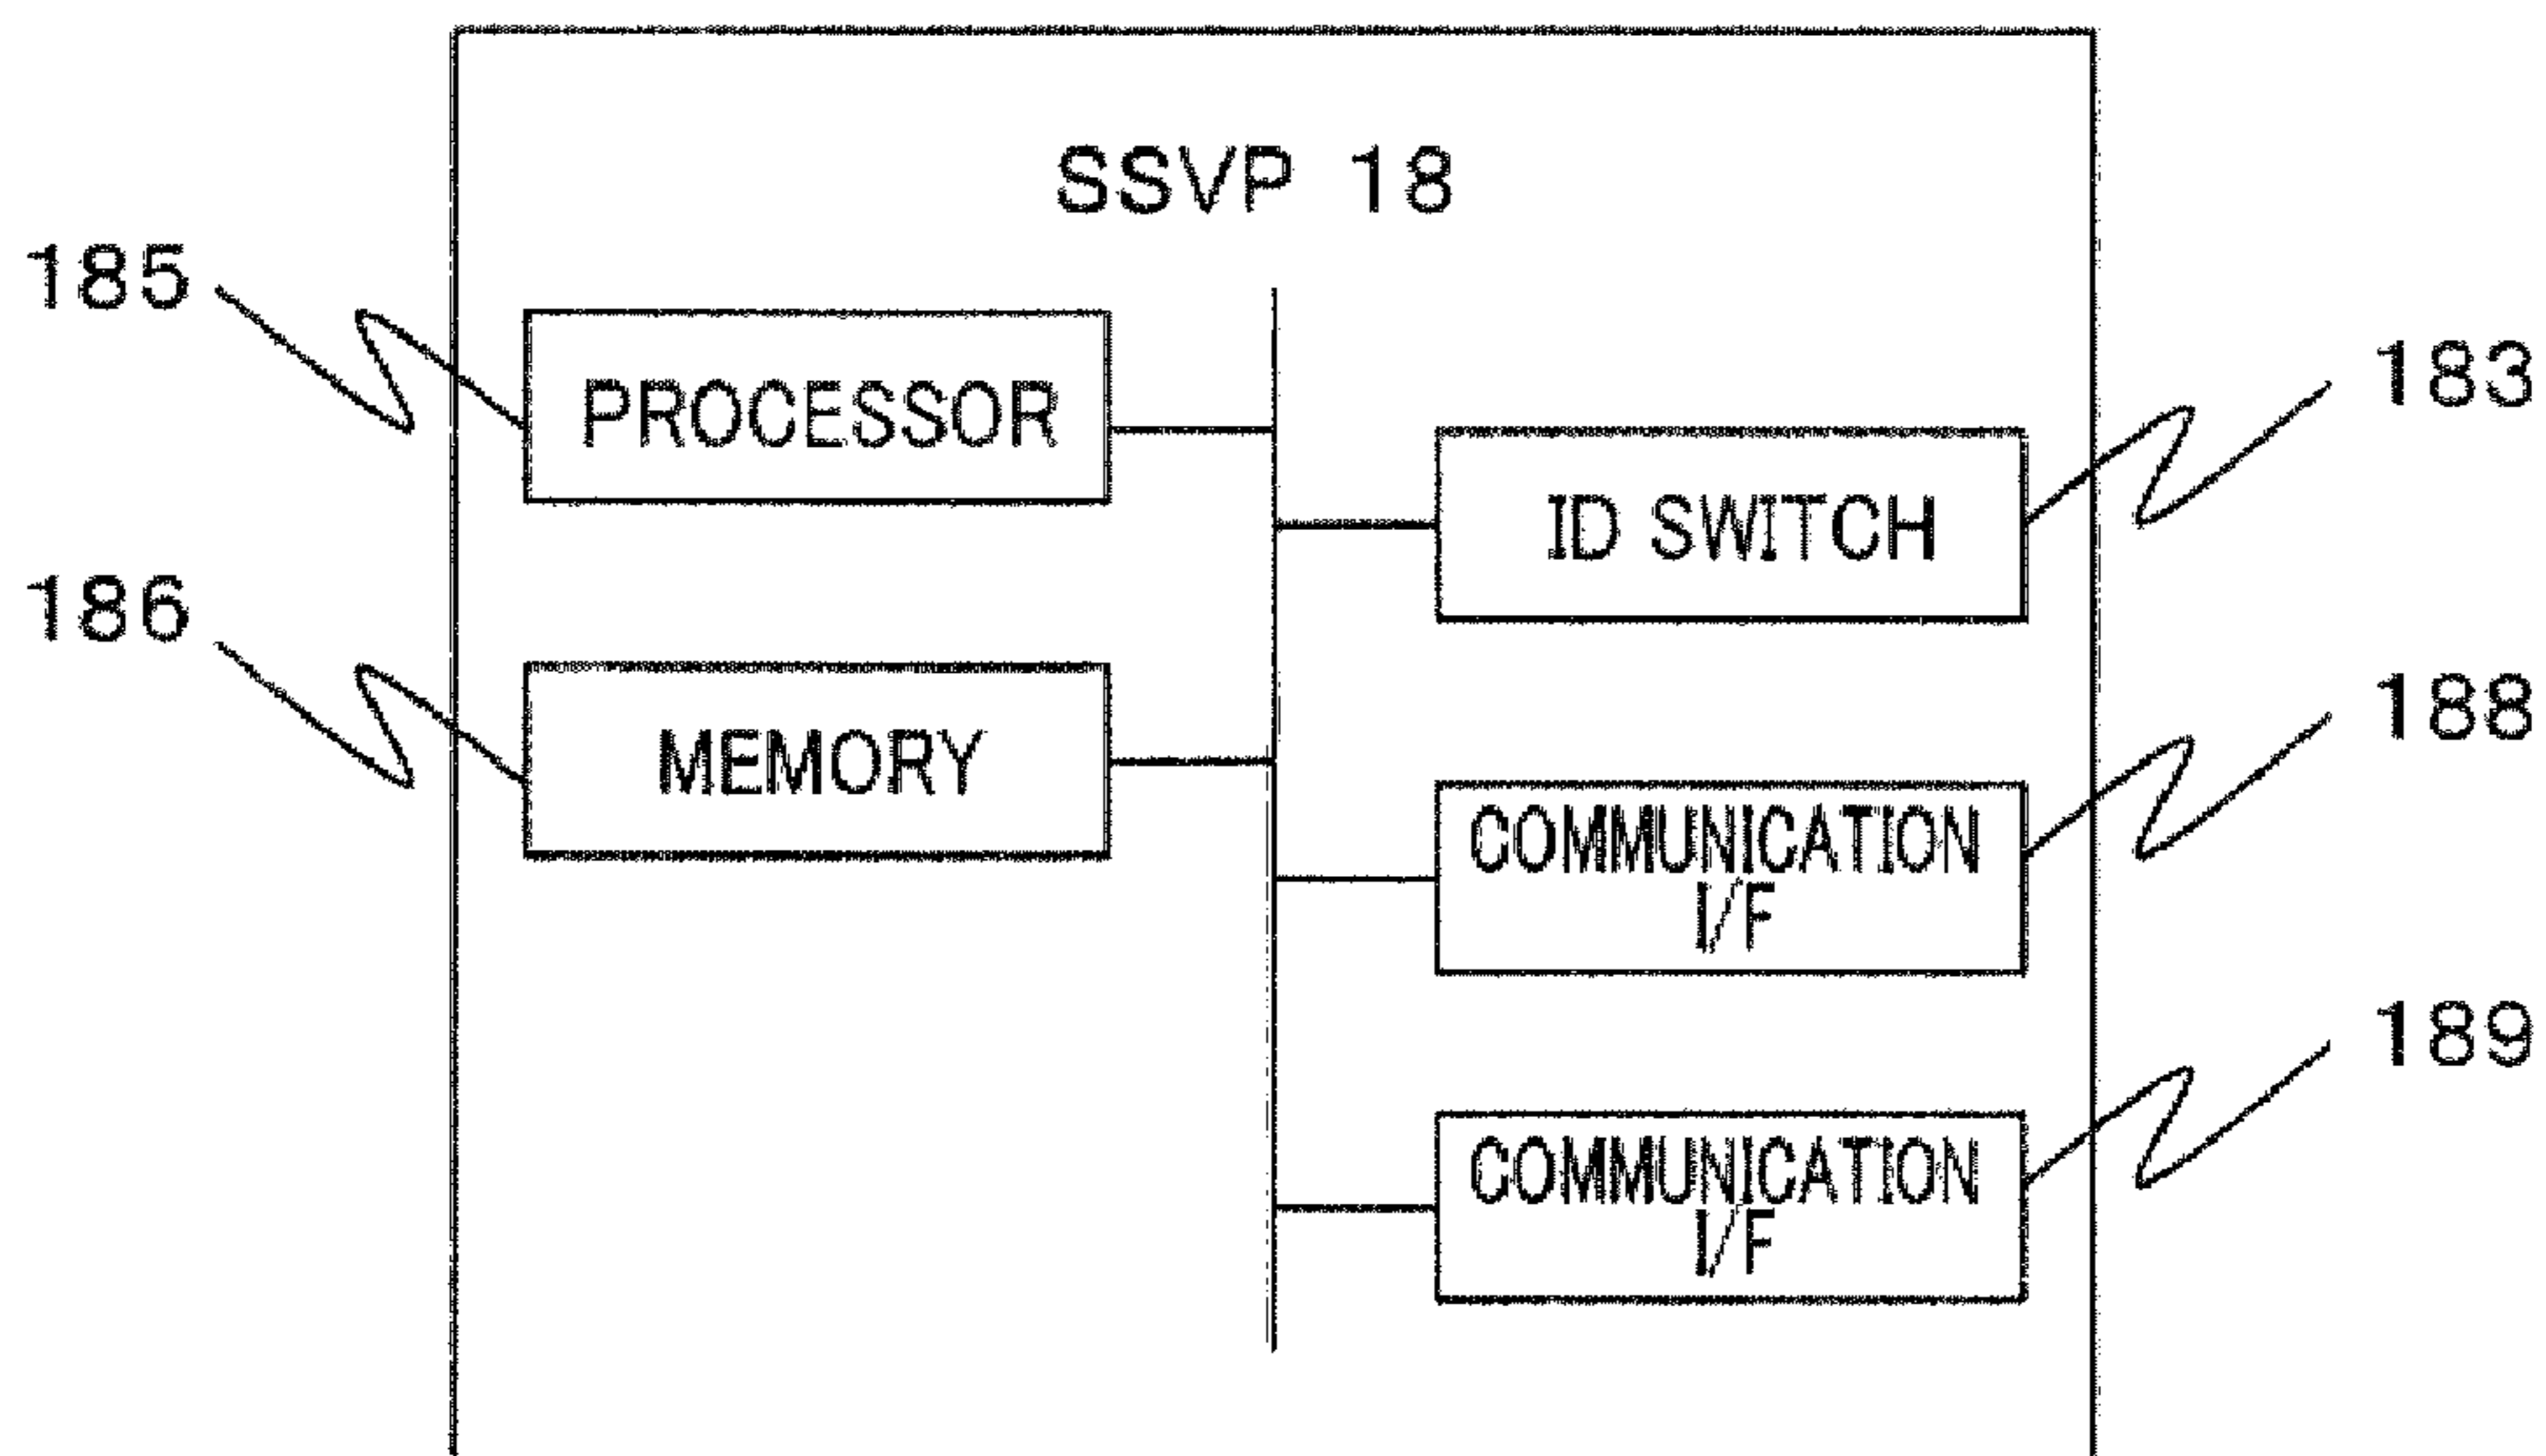 SSVP 18
185
PROCESSOR
183
ID SWITCH
186
MEMORY
188
COMMUNICATION
I/F
189
COMMUNICATION
I/F